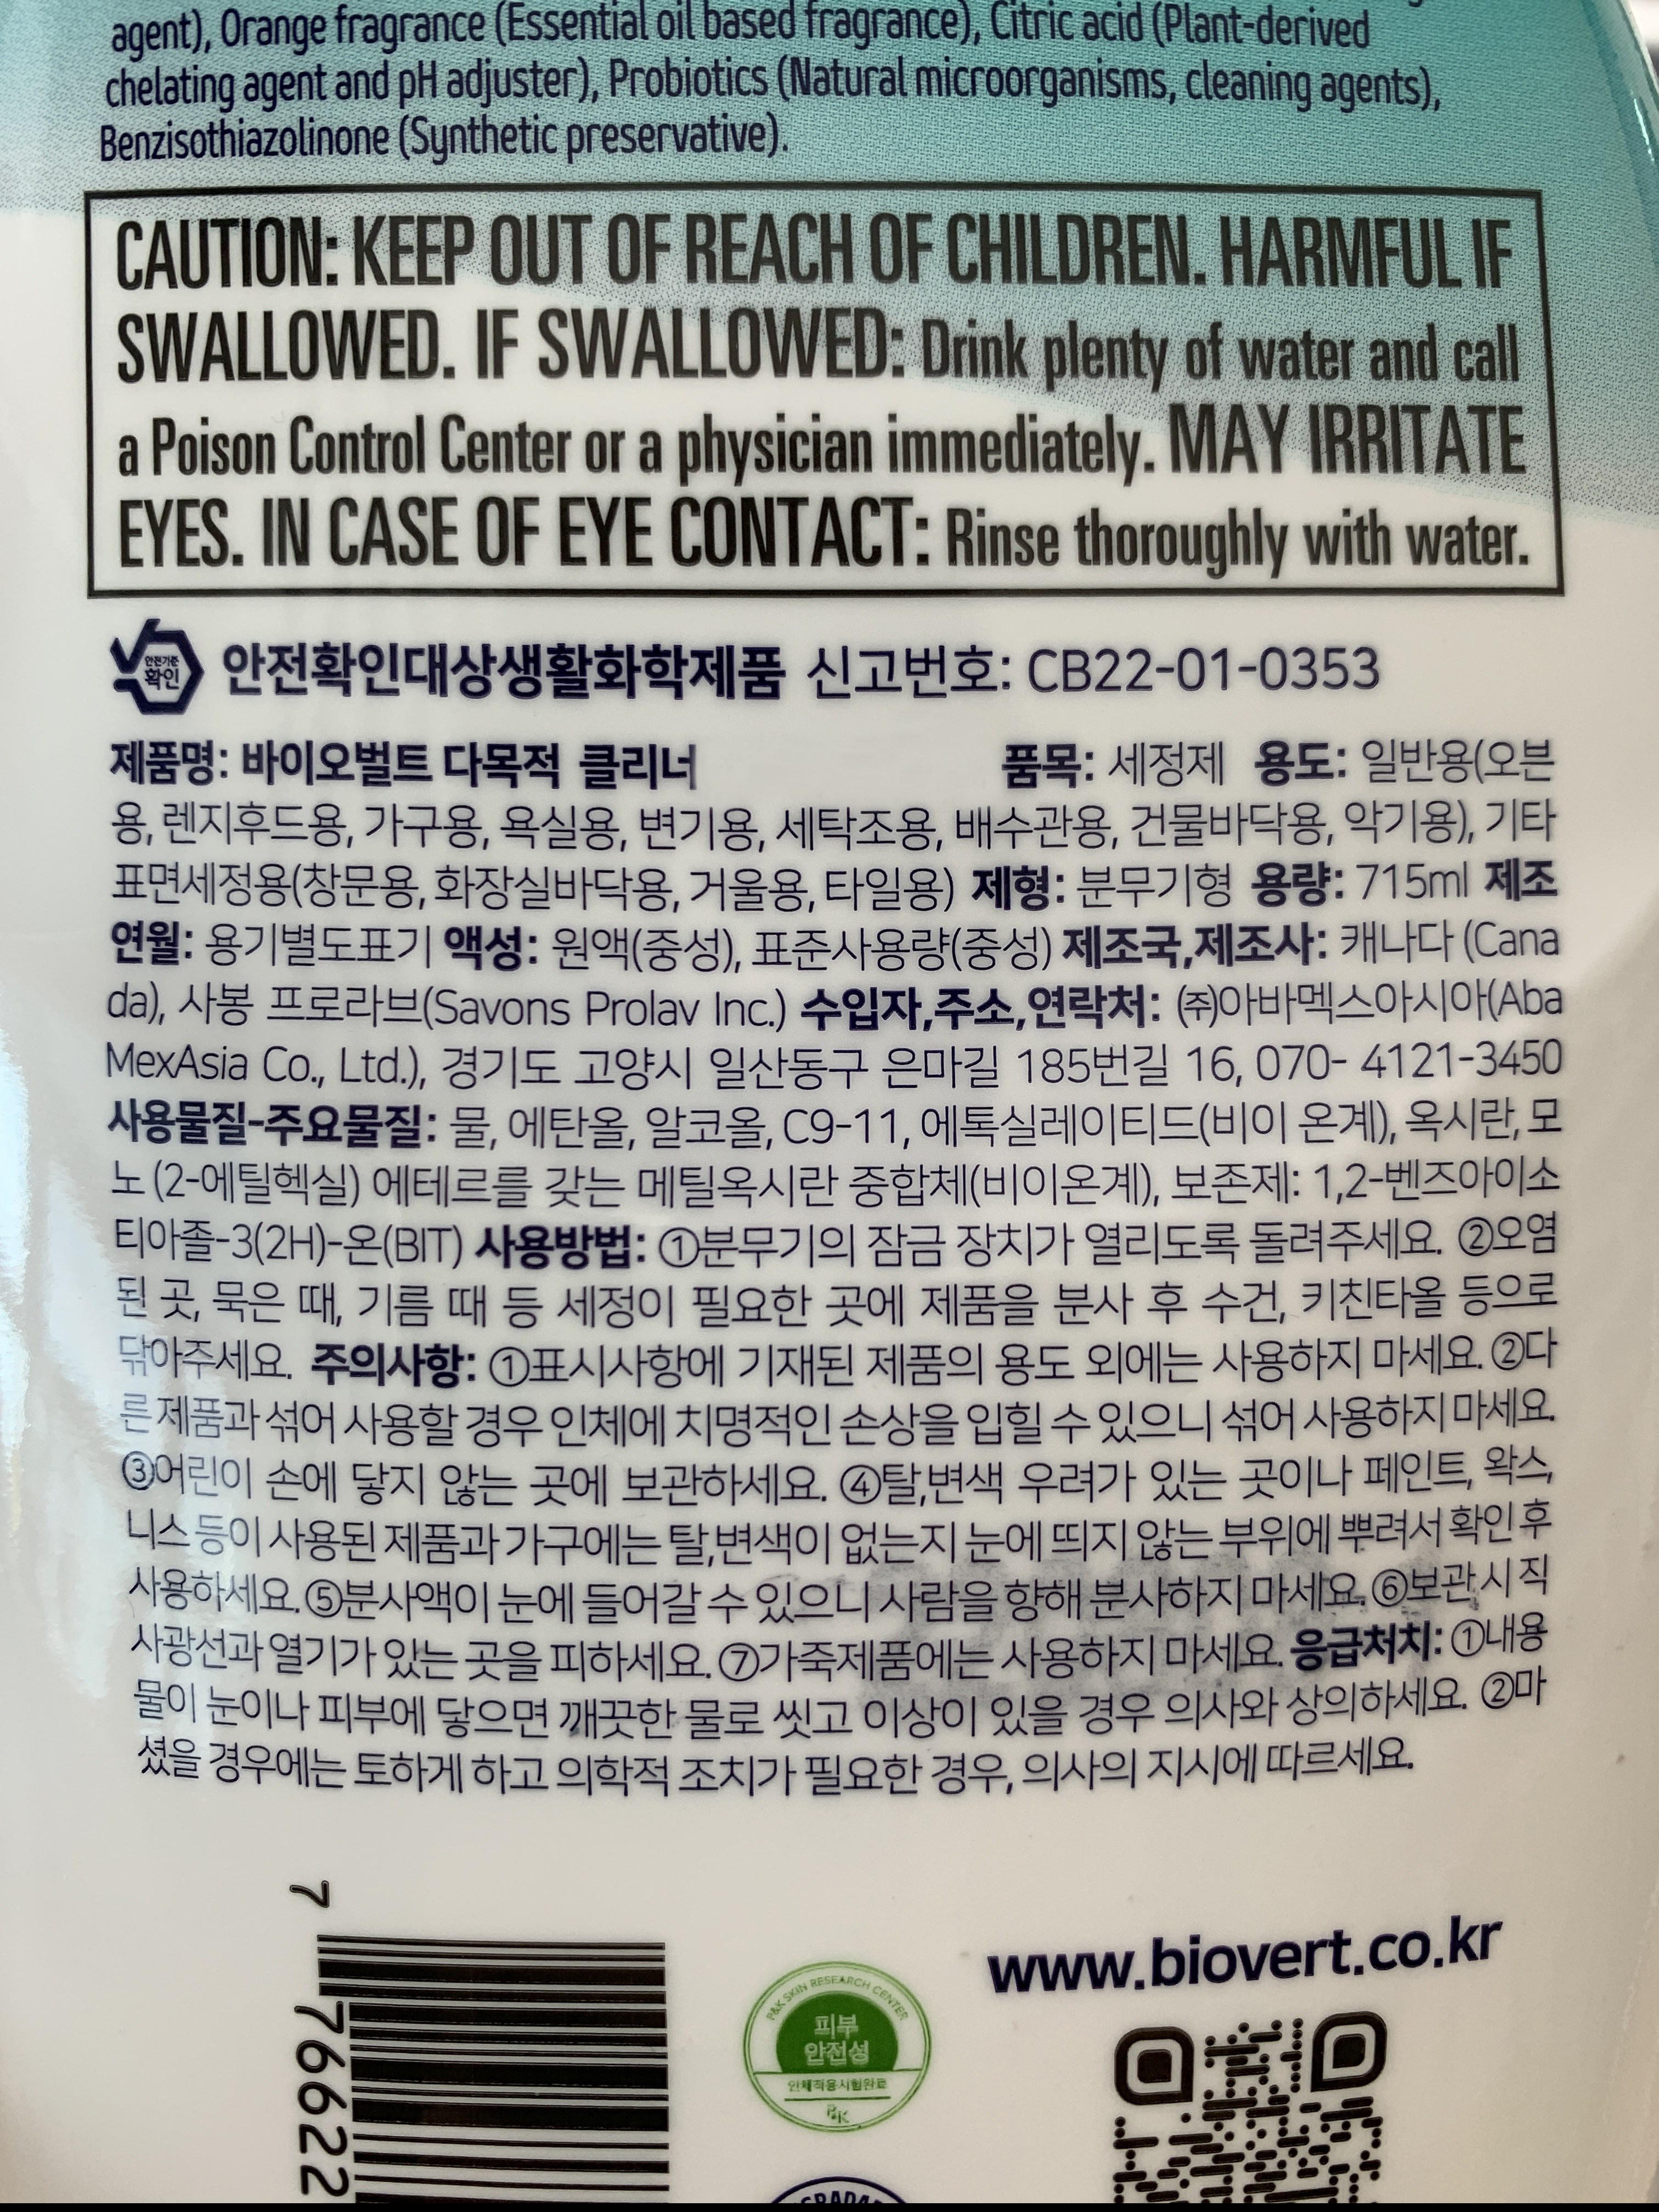 agent), Orange fragrance (Essential oil based fragrance), Citric acid (Plant-derived
chelating agent and pH adjuster), Probiotics (Natural microorganisms, cleaning agents),
Benzisothiazolinone (Synthetic preservative).
CAUTION: KEEP OUT OF REACH OF CHILDREN. HARMFUL IF
SWALLOWED. IF SWALLOWED: Drink plenty of water and call
a Poison Control Center or a physician immediately. MAY IRRITATE
EYES. IN CASE OF EYE CONTACT: Rinse thoroughly with water.
안전기준
확인
안전확인대상생활화학제품 신고번호: CB22-01-0353
제품명: 바이오벌트 다목적 클리너 품목: 세정제 용도: 일반용(오븐
용, 렌지후드용, 가구용, 욕실용, 변기용, 세탁조용, 배수관용, 건물바닥용, 악기용), 기타
표면세정용(창문용, 화장실바닥용, 거울용, 타일용) 제형: 분무기형 용량: 715ml 제조
연월: 용기별도표기 액성: 원액(중성), 표준사용량(중성) 제조국,제조사: 캐나다 (Cana
da), 사봉 프로라브(Savons Prolav Inc.) 수입자,주소,연락처: ㈜아바멕스아시아(Aba
MexAsia Co., Ltd.), 경기도 고양시 일산동구 은마길 185번길 16, 070- 4121-3450
사용물질-주요물질: 물, 에탄올, 알코올, C9-11, 에톡실레이티드(비이 온계), 옥시란, 모
노 (2-에틸헥실) 에테르를 갖는 메틸옥시란 중합체(비이온계), 보존제: 1,2-벤즈아이소
티아졸-3(2H)-온(BIT) 사용방법: ①분무기의 잠금 장치가 열리도록 돌려주세요. ②오염
된 곳, 묵은 때, 기름 때 등 세정이 필요한 곳에 제품을 분사 후 수건, 키친타올 등으로
닦아주세요. 주의사항: ①표시사항에 기재된 제품의 용도 외에는 사용하지 마세요. ②다
른 제품과 섞어 사용할 경우 인체에 치명적인 손상을 입힐 수 있으니 섞어 사용하지 마세요.
③어린이 손에 닿지 않는 곳에 보관하세요. ④탈,변색 우려가 있는 곳이나 페인트, 왁스,
니스 등이 사용된 제품과 가구에는 탈,변색이 없는지 눈에 띄지 않는 부위에 뿌려서 확인 후
사용하세요. ⑤분사액이 눈에 들어갈 수 있으니 사람을 향해 분사하지 마세요. ⑥보관 시 직
사광선과 열기가 있는 곳을 피하세요. ⑦가죽제품에는 사용하지 마세요. 응급처치: ①내용
물이 눈이나 피부에 닿으면 깨끗한 물로 씻고 이상이 있을 경우 의사와 상의하세요. ②마
셨을 경우에는 토하게 하고 의학적 조치가 필요한 경우, 의사의 지시에 따르세요.
www.biovert.co.kr
7 76622
P&K SKIN RESEARCH CENTER
피부
안전성
인체적용시험완료
P&K